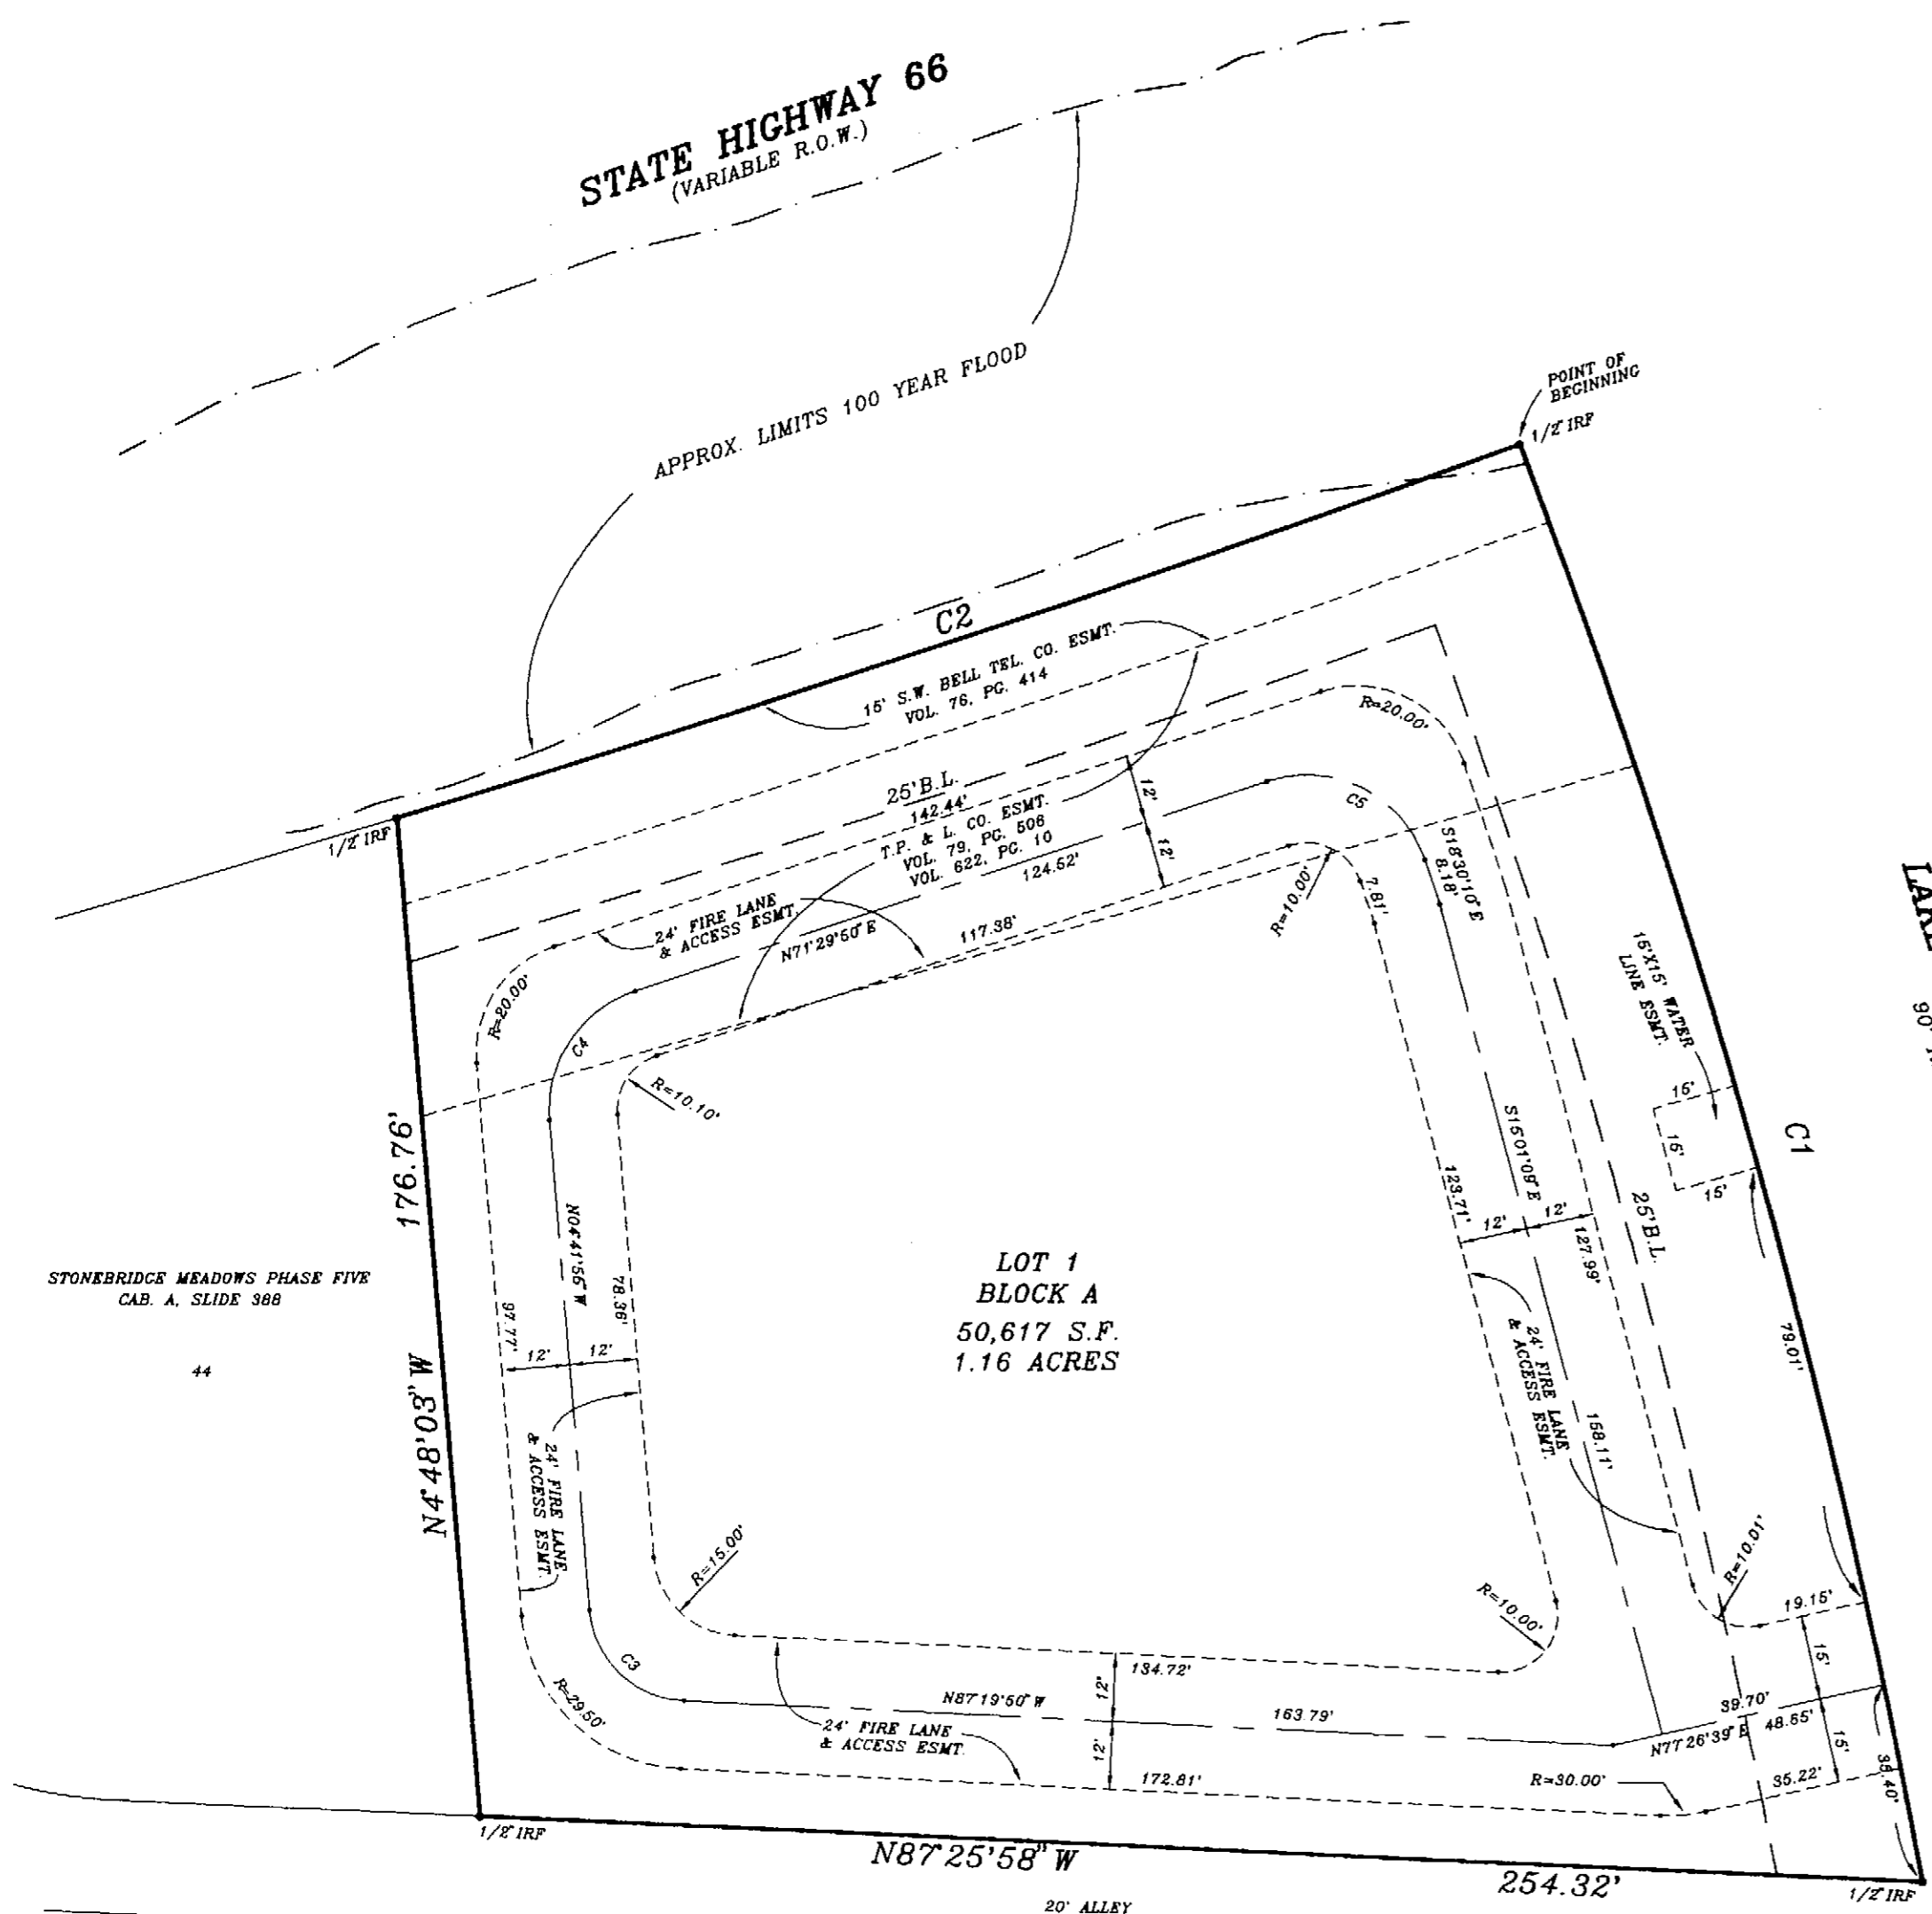 STATE HIGHWAY 66
(VARIABLE R.O.W.)
APPROX. LIMITS 100 YEAR FLOOD
POINT OF
BEGINNING
1/2" IRF
C2
15' S.W. BELL TEL. CO. ESMT.
VOL. 76, PG. 414
R=20.00'
25' B.L.
142.44'
T.P. & L. CO. ESMT.
VOL. 79, PG. 506
VOL. 622, PG. 10
124.52'
12'
12'
C5
1/2" IRF
S18°30'10" E
8.18'
7.81'
R=10.00'
24' FIRE LANE
& ACCESS ESMT.
N71°29'50" E
117.38'
R=20.00'
C4
R=10.10'
LAKE
90'
15'X15' WATER
LINE ESMT.
15'
15'
15'
C1
176.76'
N4°48'03" W
N04°41'56" W
78.36'
97.77'
12'
12'
24' FIRE LANE
& ACCESS ESMT.
STONEBRIDGE MEADOWS PHASE FIVE
CAB. A, SLIDE 388
44
LOT 1
BLOCK A
50,617 S.F.
1.16 ACRES
S15°01'09" E
123.71'
12'
12'
127.99'
25' B.L.
79.01'
24' FIRE LANE
& ACCESS ESMT.
158.11'
R=15.00'
R=10.00'
R=10.01'
19.15'
15'
C3
R=29.50'
134.72'
12'
N87°19'50" W
163.79'
24' FIRE LANE
& ACCESS ESMT.
12'
172.81'
39.70'
N77°26'39" E
48.65'
15'
R=30.00'
35.22'
1/2" IRF
N87°25'58" W
254.32'
1/2" IRF
20' ALLEY